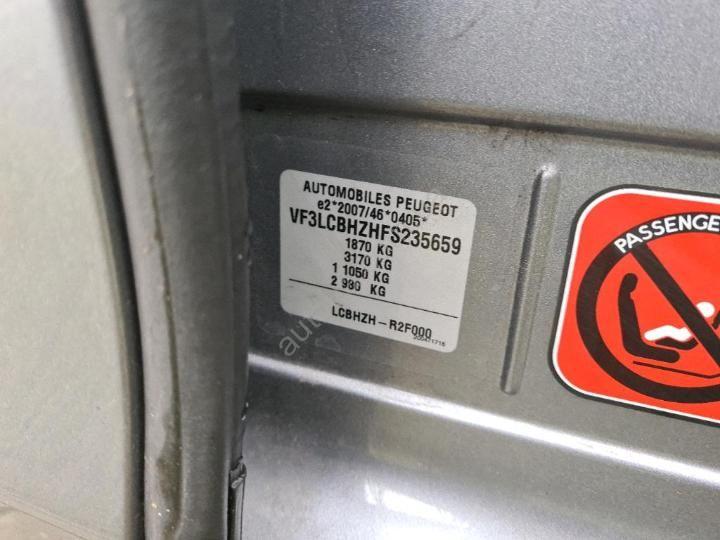 AUTOMOBILES PEUGEOT
e2*2007/46*0405*
VF3LCBHZHFS235659
1870 KG
3170 KG
1 1050 KG
2 980 KG
LCBHZH – R2F000
PASSENGE